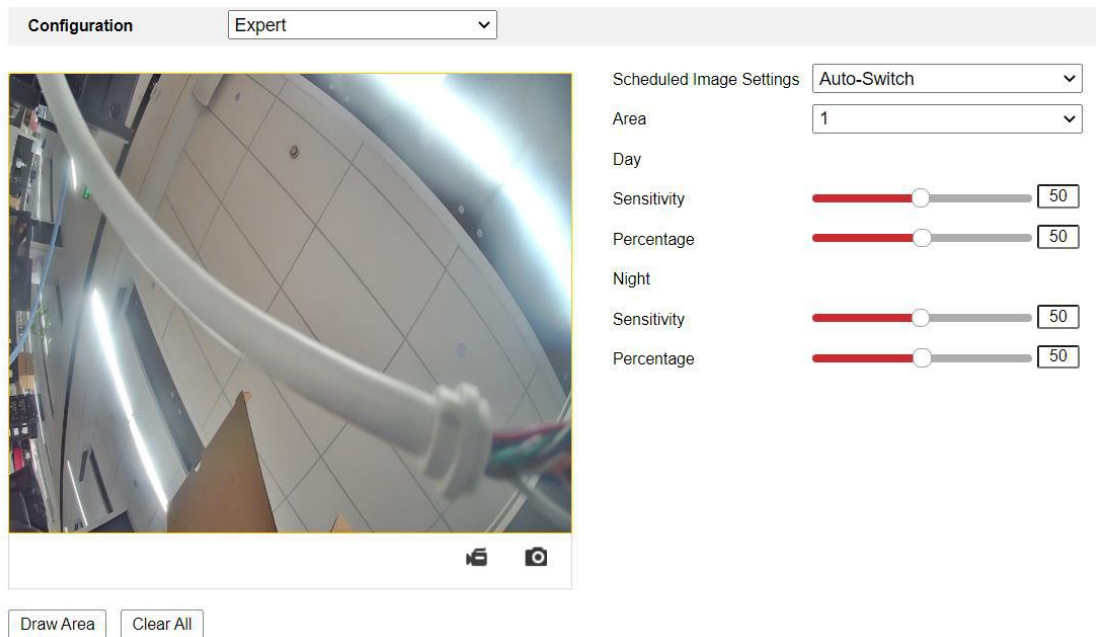 Configuration Expert
Scheduled Image Settings Auto-Switch
Area 1
Day
Sensitivity 50
Percentage 50
Night
Sensitivity 50
Percentage 50
Draw Area Clear All